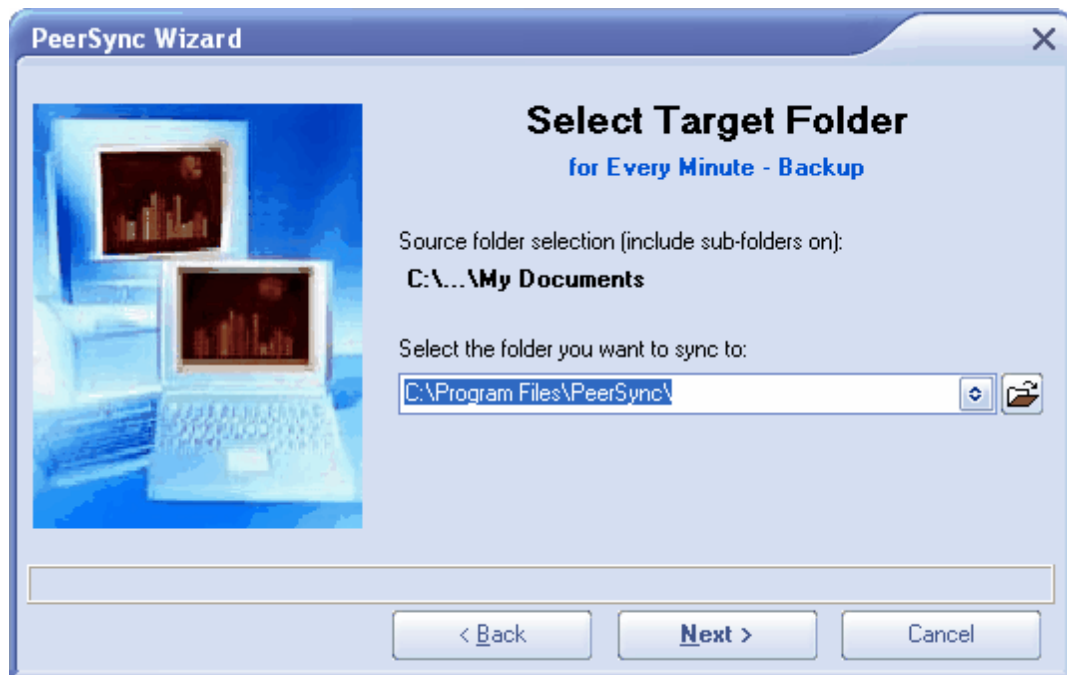 PeerSync Wizard
Select Target Folder
for Every Minute - Backup
Source folder selection (include sub-folders on):
C:\...\My Documents
Select the folder you want to sync to:
C:\Program Files\PeerSync\
< Back
Next >
Cancel